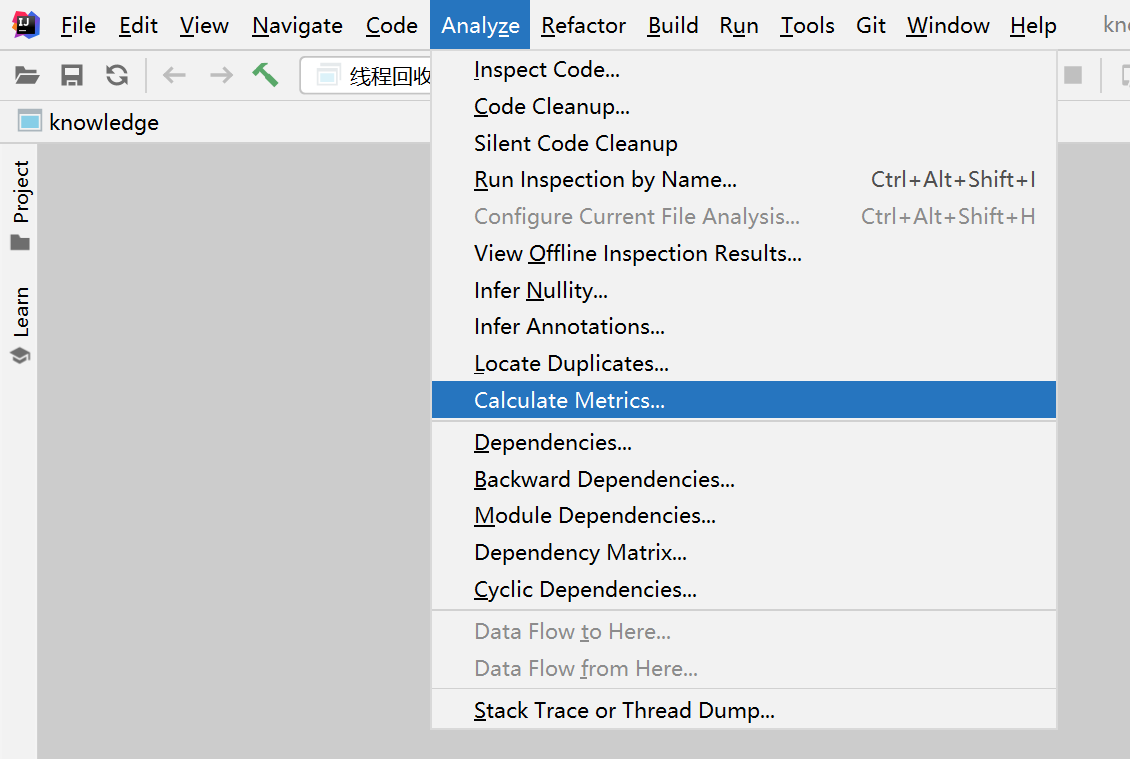 File Edit View Navigate Code Analyze Refactor Build Run Tools Git Window Help
线程回收
knowledge
Project
Learn
Inspect Code...
Code Cleanup...
Silent Code Cleanup
Run Inspection by Name... Ctrl+Alt+Shift+I
Configure Current File Analysis... Ctrl+Alt+Shift+H
View Offline Inspection Results...
Infer Nullity...
Infer Annotations...
Locate Duplicates...
Calculate Metrics...
Dependencies...
Backward Dependencies...
Module Dependencies...
Dependency Matrix...
Cyclic Dependencies...
Data Flow to Here...
Data Flow from Here...
Stack Trace or Thread Dump...